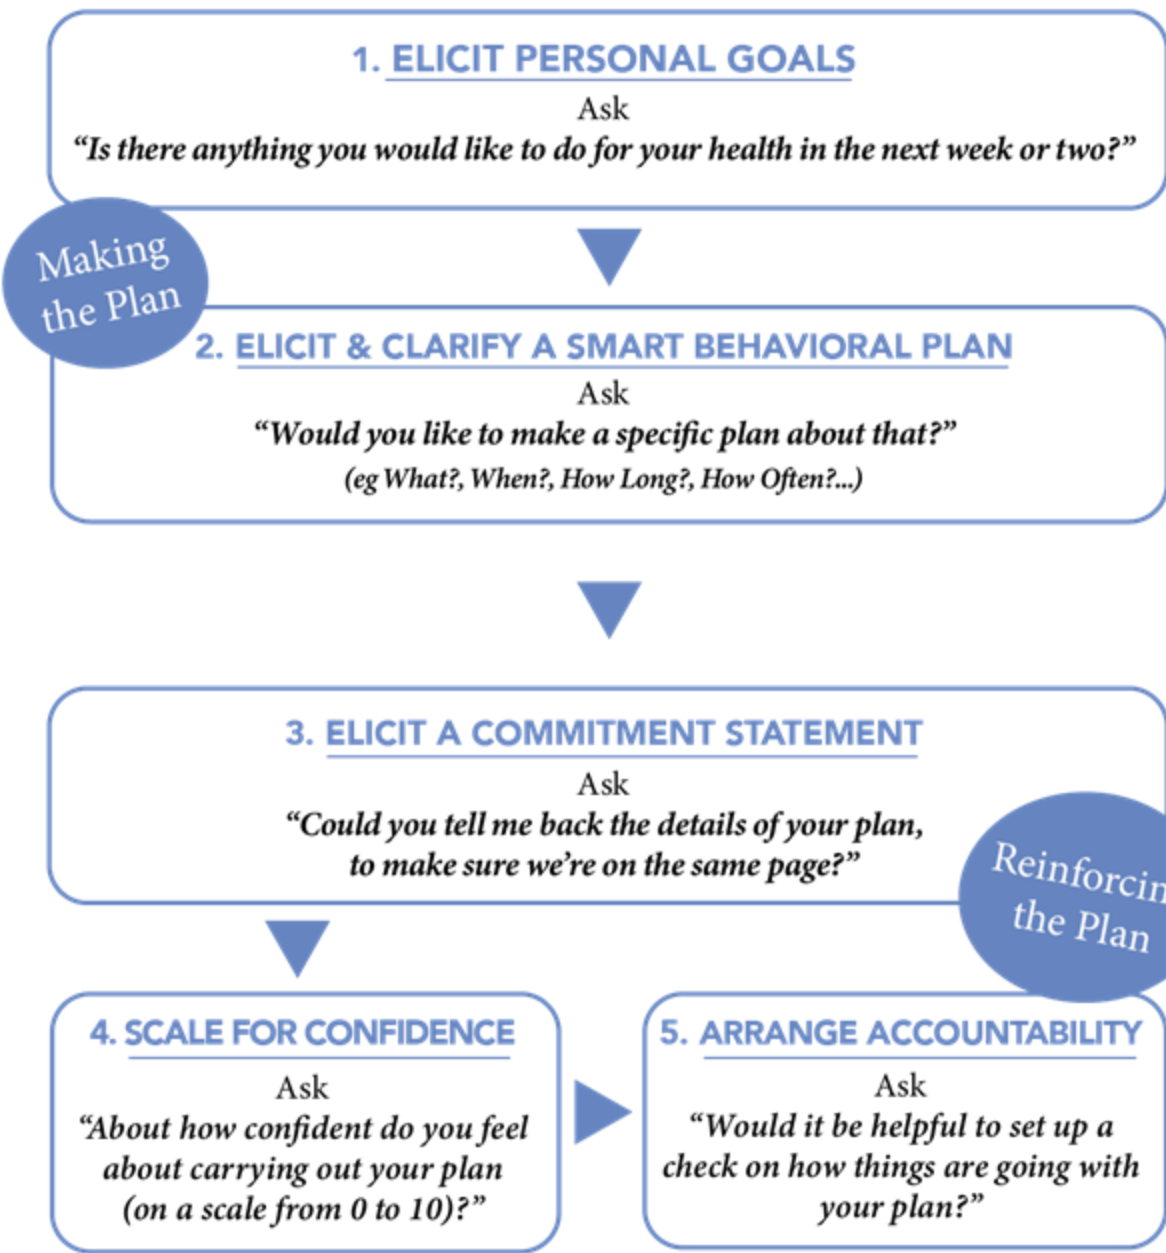 1. ELICIT PERSONAL GOALS
Ask
“Is there anything you would like to do for your health in the next week or two?”
Making
the Plan
2. ELICIT & CLARIFY A SMART BEHAVIORAL PLAN
Ask
“Would you like to make a specific plan about that?”
(eg What?, When?, How Long?, How Often?...)
3. ELICIT A COMMITMENT STATEMENT
Ask
“Could you tell me back the details of your plan,
to make sure we’re on the same page?”
Reinforcin
the Plan
4. SCALE FOR CONFIDENCE
Ask
“About how confident do you feel
about carrying out your plan
(on a scale from 0 to 10)?”
5. ARRANGE ACCOUNTABILITY
Ask
“Would it be helpful to set up a
check on how things are going with
your plan?”